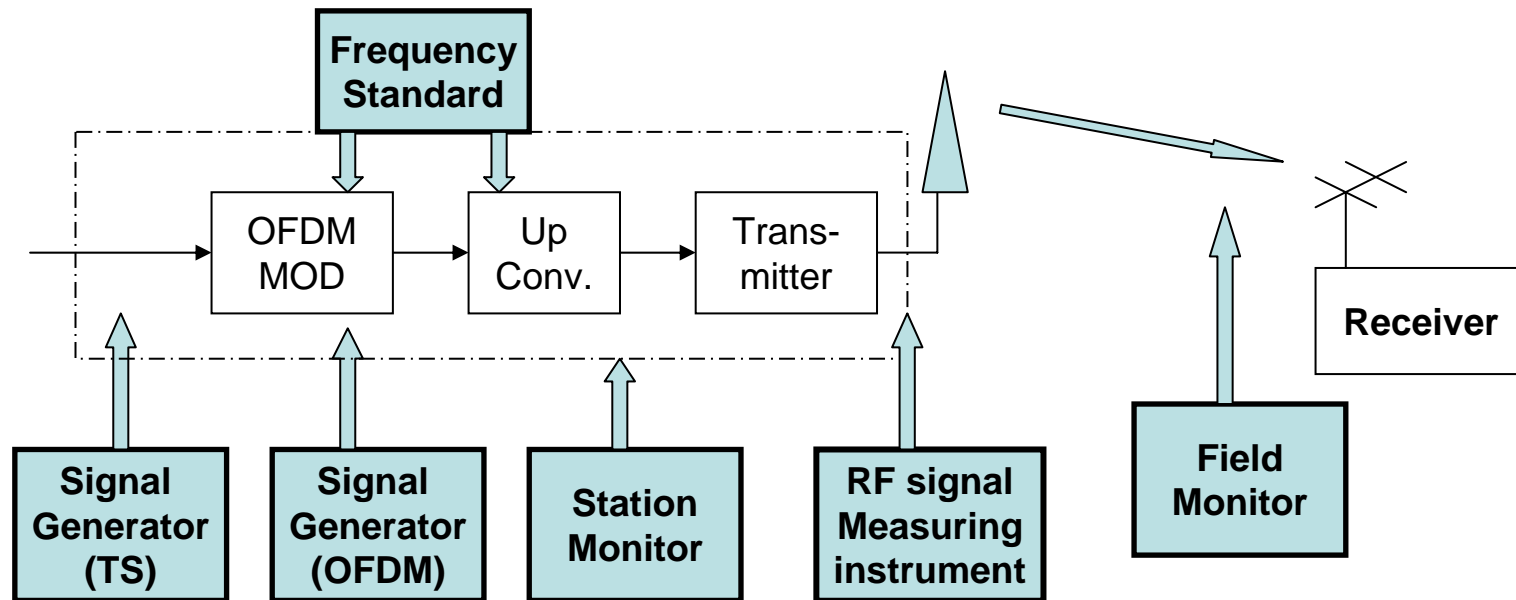 Frequency
Standard
OFDM
MOD
Up
Conv.
Trans-
mitter
Receiver
Signal
Generator
(TS)
Signal
Generator
(OFDM)
Station
Monitor
RF signal
Measuring
instrument
Field
Monitor